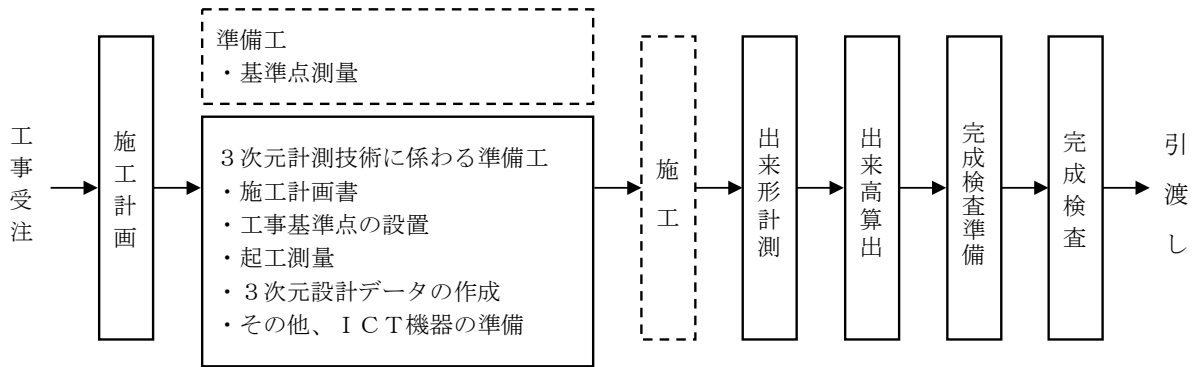 工事受注
施工計画
準備工
・基準点測量
３次元計測技術に係わる準備工
・施工計画書
・工事基準点の設置
・起工測量
・３次元設計データの作成
・その他、ＩＣＴ機器の準備
施工
出来形計測
出来高算出
完成検査準備
完成検査
引渡し